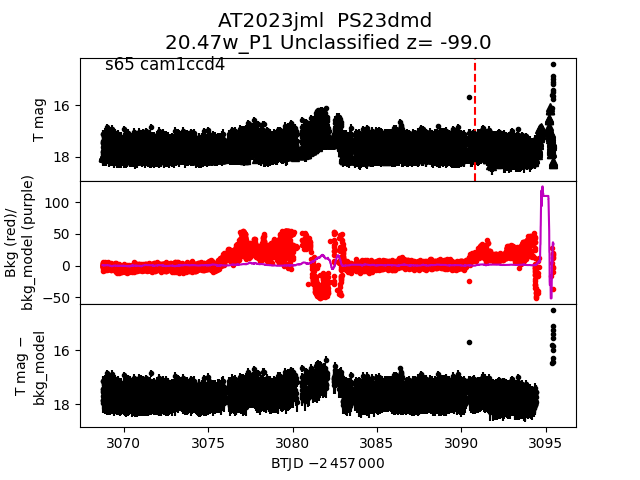 AT2023jml  PS23dmd
20.47w_P1 Unclassified z= -99.0
s65 cam1ccd4
T mag
16
18
Bkg (red)/
bkg_model (purple)
100
50
0
−50
T mag −
bkg_model
16
18
3070 3075 3080 3085 3090 3095
BTJD −2 457 000